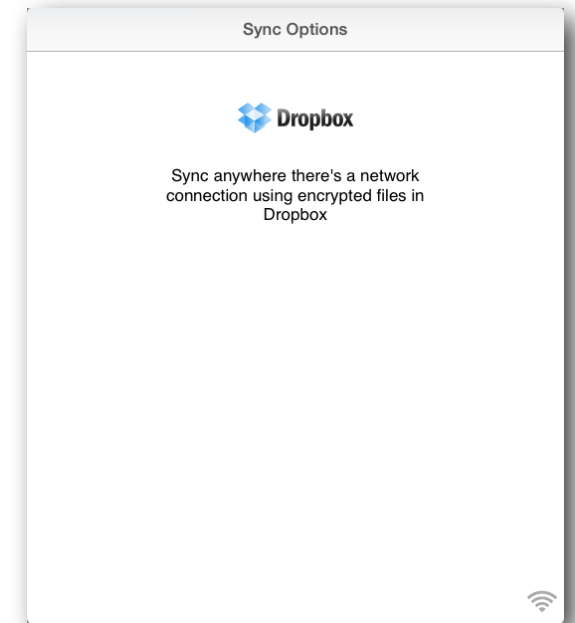 Sync Options
Dropbox
Sync anywhere there's a network
connection using encrypted files in
Dropbox